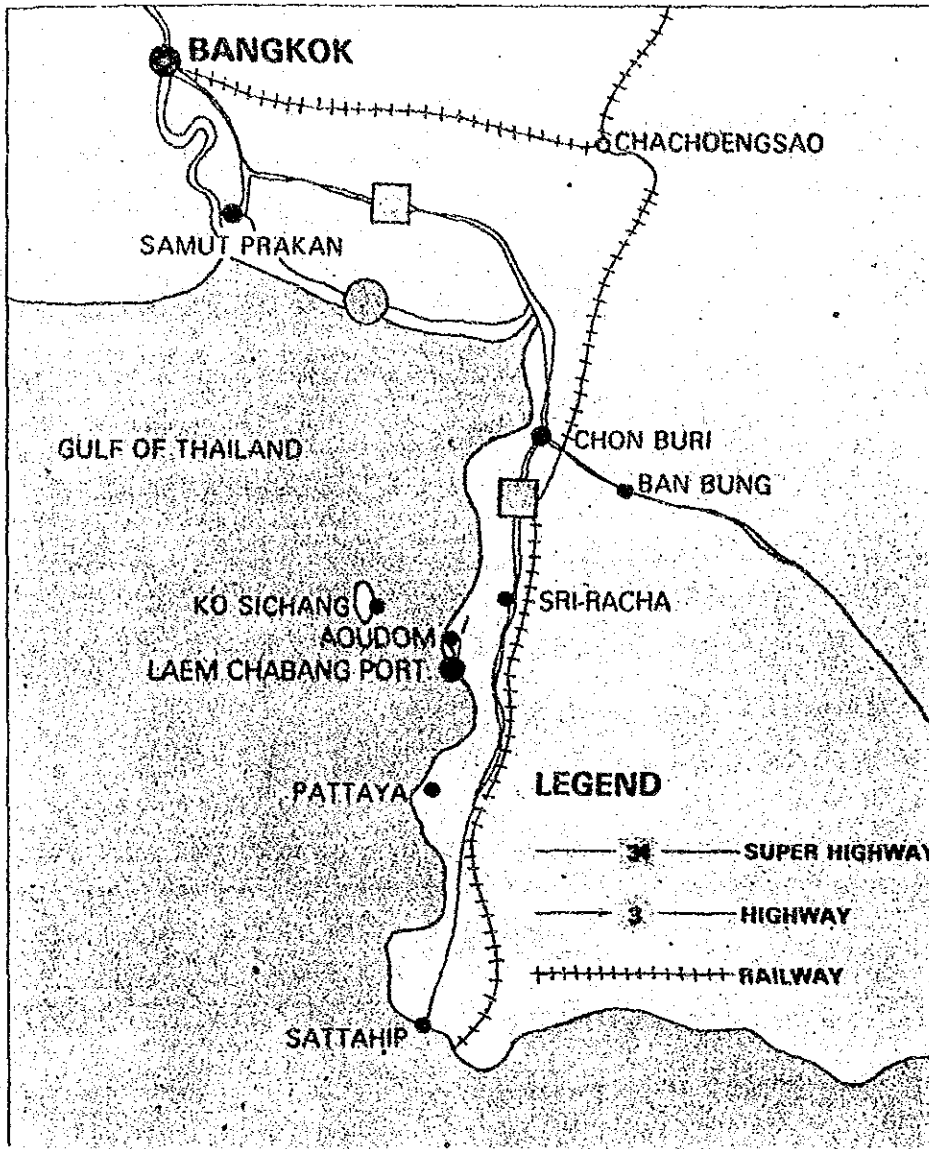 BANGKOK
CHACHOENGSAO
SAMUT PRAKAN
GULF OF THAILAND
CHON BURI
BAN BUNG
KO SICHANG
SRI-RACHA
AOUDOM
LAEM CHABANG PORT
PATTAYA
LEGEND
34 SUPER HIGHWAY
3 HIGHWAY
RAILWAY
SATTAHIP